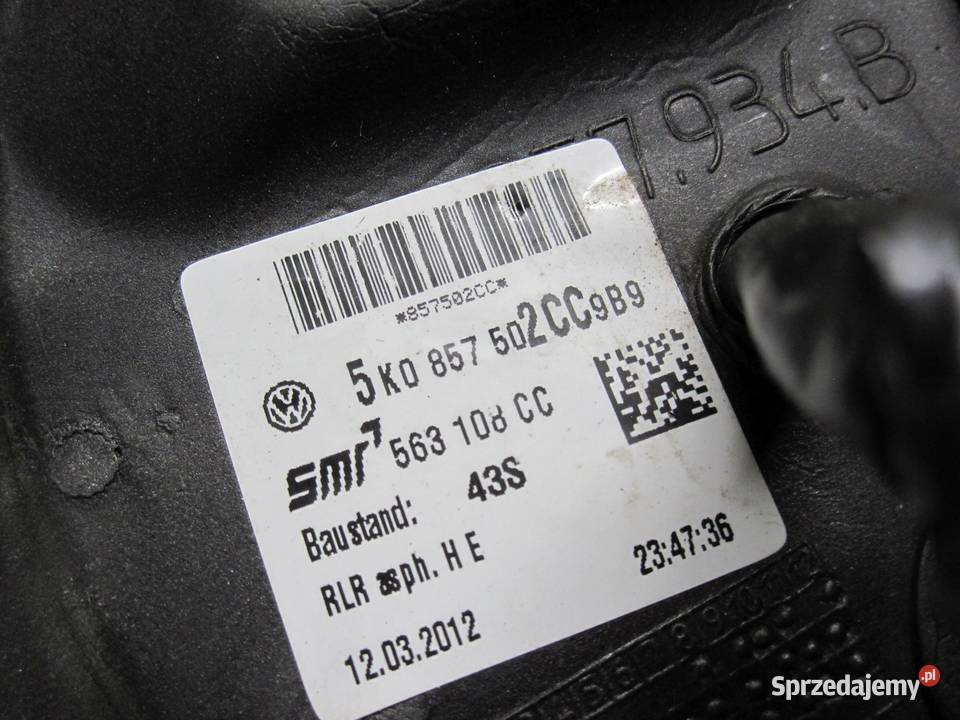 7.934.B
*857502CC*
5K0 857 502CC9B9
smr 563 108 CC
Baustand: 43S
RLR asph. H E
23:47:36
12.03.2012
Sprzedajemy.pl